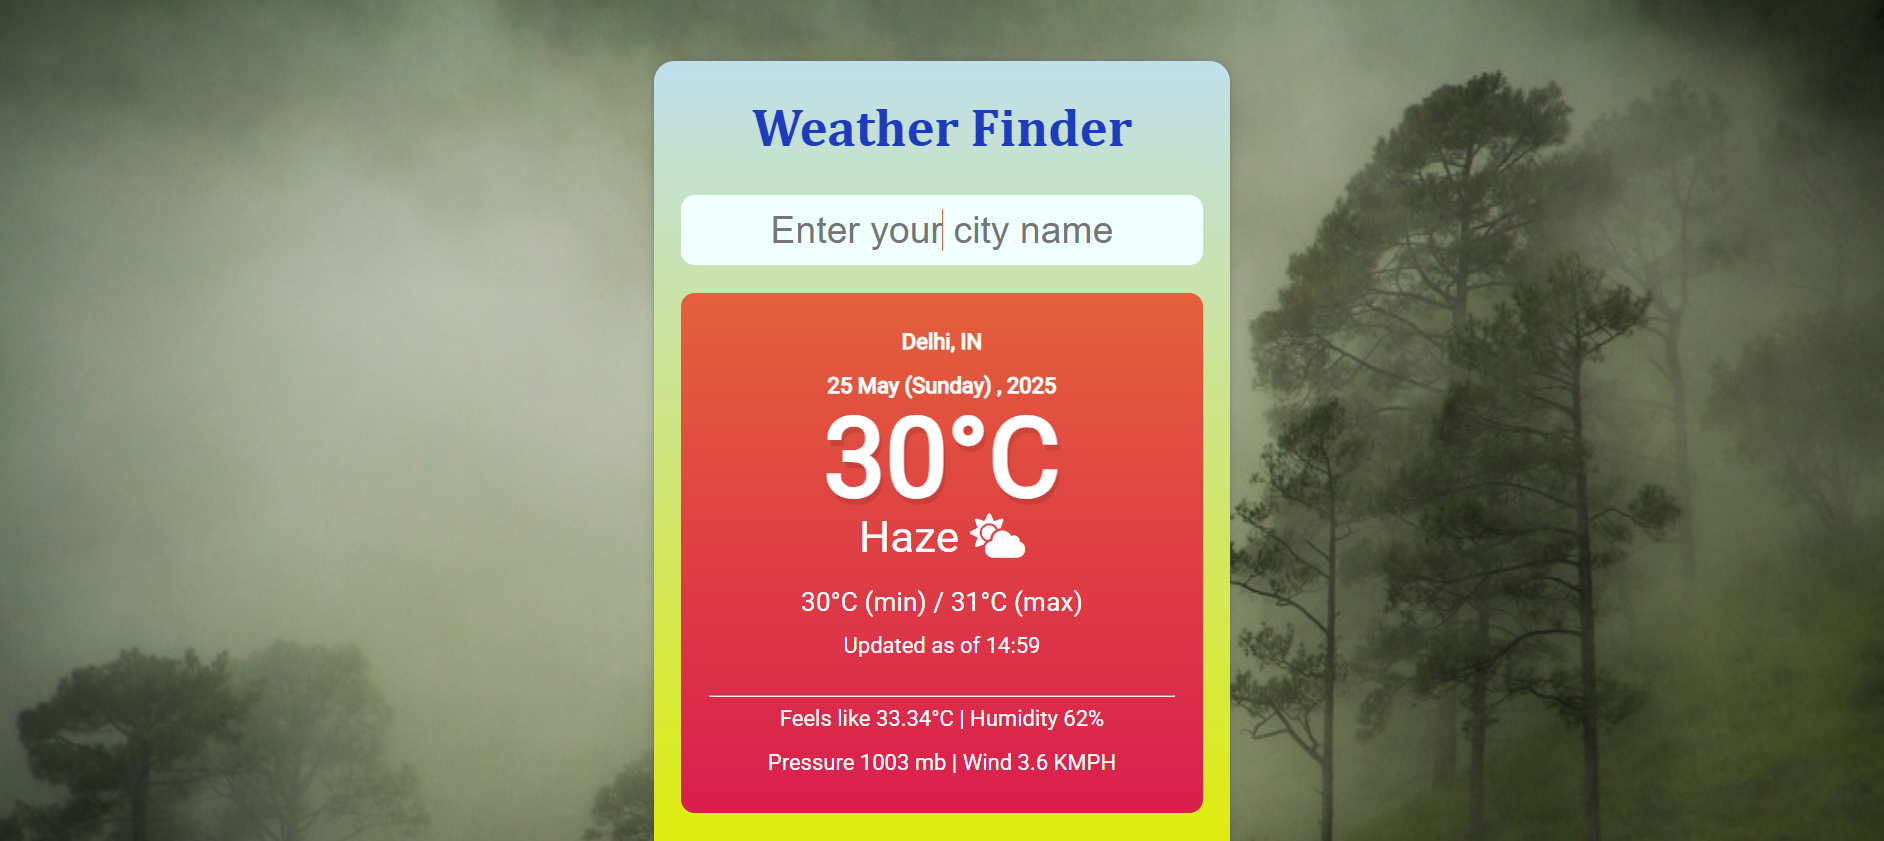 Weather Finder
Enter your city name
Delhi, IN
25 May (Sunday) , 2025
30°C
Haze
30°C (min) / 31°C (max)
Updated as of 14:59
Feels like 33.34°C | Humidity 62%
Pressure 1003 mb | Wind 3.6 KMPH